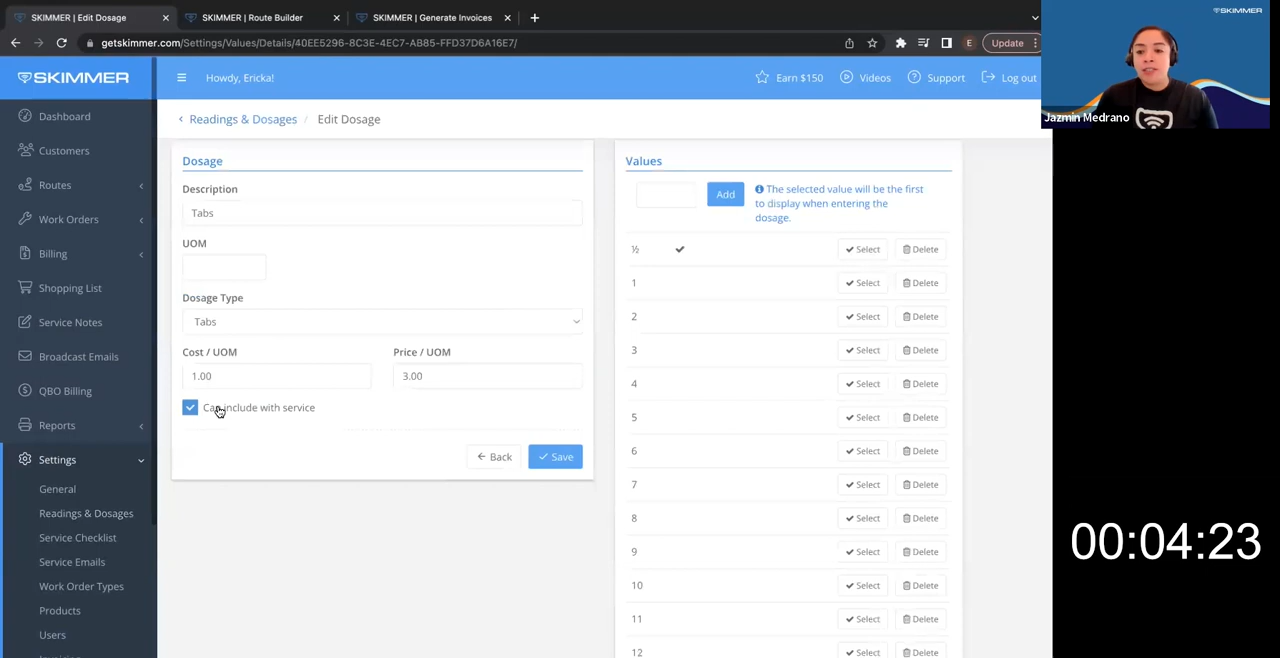 SKIMMER | Edit Dosage
SKIMMER | Route Builder
SKIMMER | Generate Invoices
getskimmer.com/Settings/Values/Details/40EE5296-8C3E-4EC7-AB85-FFD37D6A16E7/
E
Update
SKIMMER
Jazmin Medrano
SKIMMER
Howdy, Ericka!
Earn $150
Videos
Support
Log out
Dashboard
Customers
Routes
Work Orders
Billing
Shopping List
Service Notes
Broadcast Emails
QBO Billing
Reports
Settings
General
Readings & Dosages
Service Checklist
Service Emails
Work Order Types
Products
Users
Readings & Dosages / Edit Dosage
Dosage
Description
Tabs
UOM
Dosage Type
Tabs
Cost / UOM
Price / UOM
1.00
3.00
Can include with service
Back
Save
Values
Add
The selected value will be the first
to display when entering the
dosage.
½ Select Delete
1 Select Delete
2 Select Delete
3 Select Delete
4 Select Delete
5 Select Delete
6 Select Delete
7 Select Delete
8 Select Delete
9 Select Delete
10 Select Delete
11 Select Delete
12 Select Delete
00:04:23